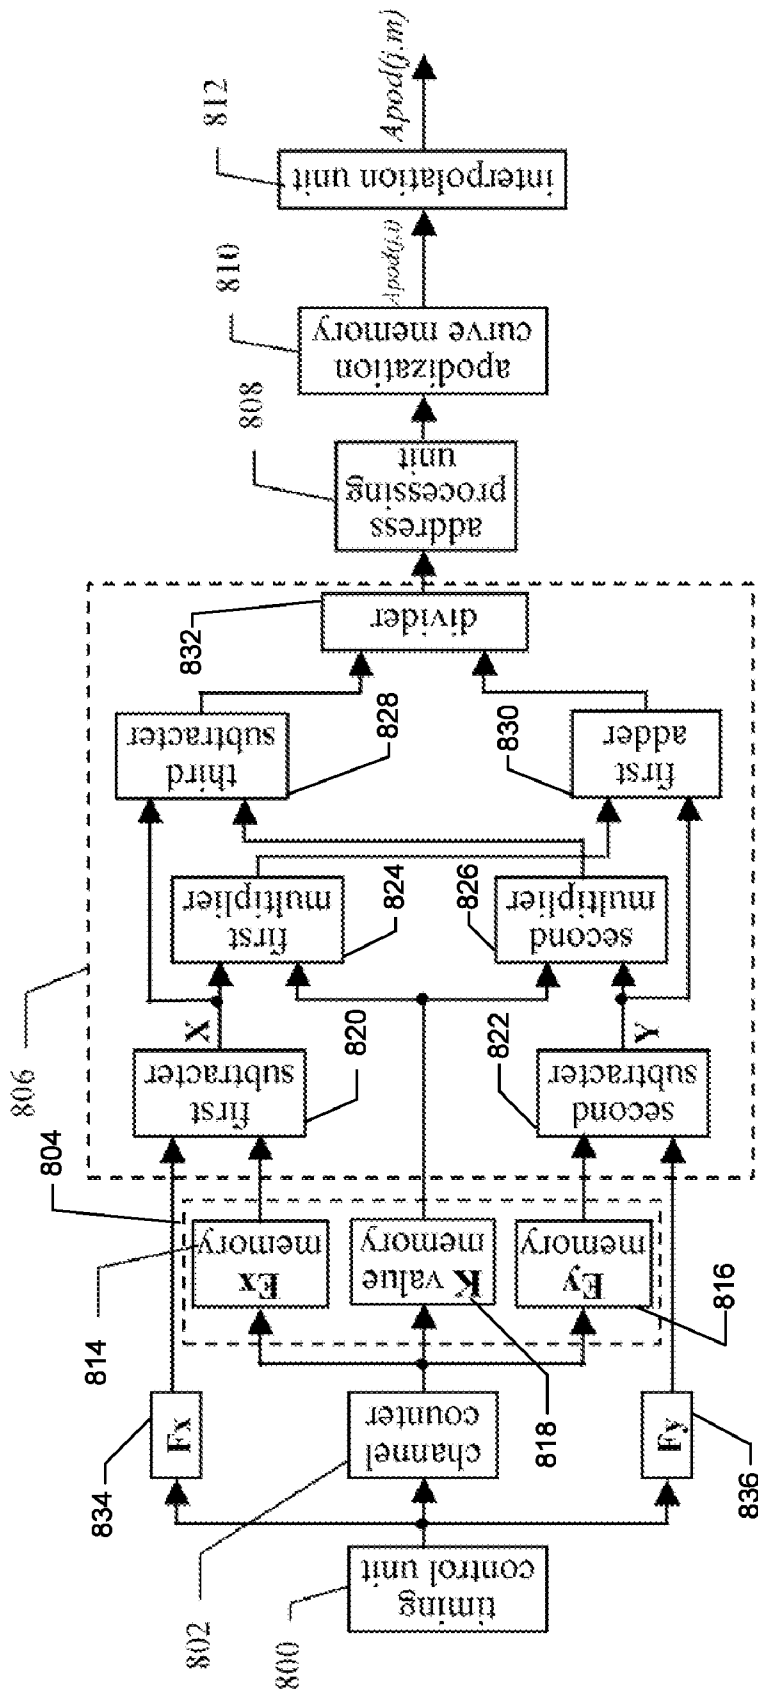 timing
control unit
800
channel
counter
802
Fx
834
Fy
836
Ex
memory
814
K value
memory
818
Ey
memory
816
804
806
first
subtracter
820
X
second
subtracter
822
Y
first
multiplier
824
second
multiplier
826
third
subtracter
828
first
adder
830
divider
832
address
processing
unit
808
apodization
curve memory
810
interpolation unit
812
Apod(j,m)